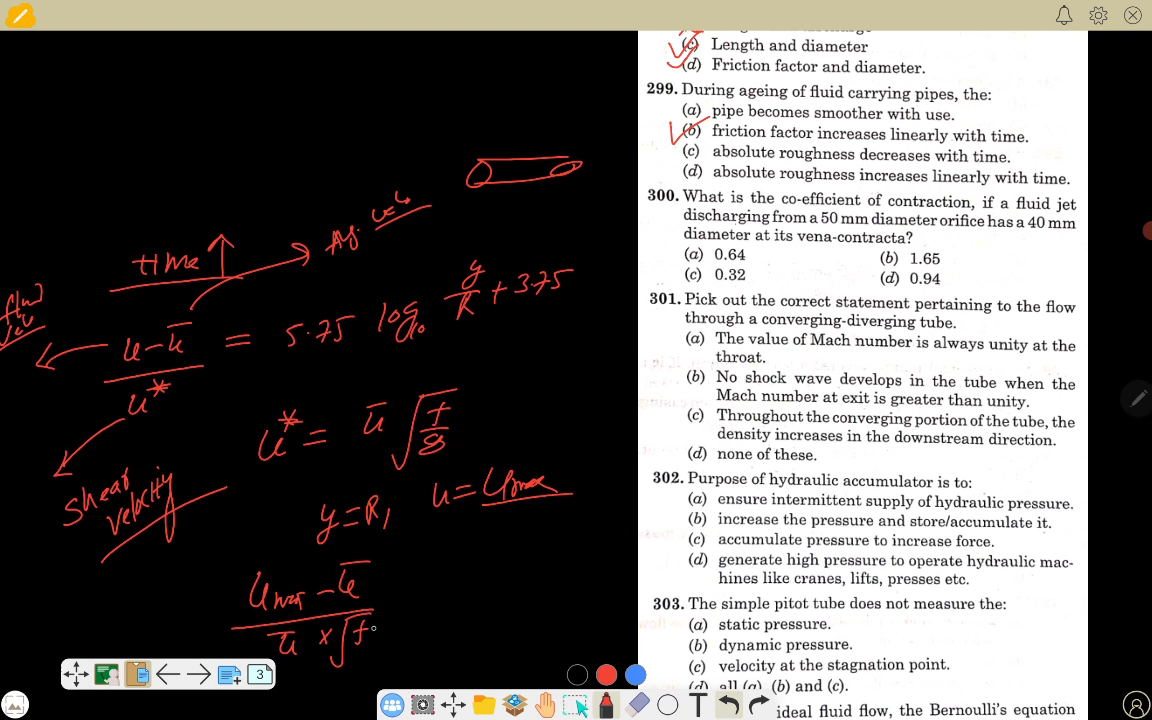 Time ↑
Avg. vel.
fluid
vel
u - ū / u* = 5.75 log10 y/R + 3.75
u* = ū √f/8
shear
velocity
y = R, u = Umax
Umax - ū
ū × √f
3
T
(c) Length and diameter
(d) Friction factor and diameter.
299. During ageing of fluid carrying pipes, the:
(a) pipe becomes smoother with use.
(b) friction factor increases linearly with time.
(c) absolute roughness decreases with time.
(d) absolute roughness increases linearly with time.
300. What is the co-efficient of contraction, if a fluid jet
discharging from a 50 mm diameter orifice has a 40 mm
diameter at its vena-contracta?
(a) 0.64 (b) 1.65
(c) 0.32 (d) 0.94
301. Pick out the correct statement pertaining to the flow
through a converging-diverging tube.
(a) The value of Mach number is always unity at the
throat.
(b) No shock wave develops in the tube when the
Mach number at exit is greater than unity.
(c) Throughout the converging portion of the tube, the
density increases in the downstream direction.
(d) none of these.
302. Purpose of hydraulic accumulator is to:
(a) ensure intermittent supply of hydraulic pressure.
(b) increase the pressure and store/accumulate it.
(c) accumulate pressure to increase force.
(d) generate high pressure to operate hydraulic mac-
hines like cranes, lifts, presses etc.
303. The simple pitot tube does not measure the:
(a) static pressure.
(b) dynamic pressure.
(c) velocity at the stagnation point.
(d) all (a), (b) and (c).
ideal fluid flow, the Bernoulli's equation